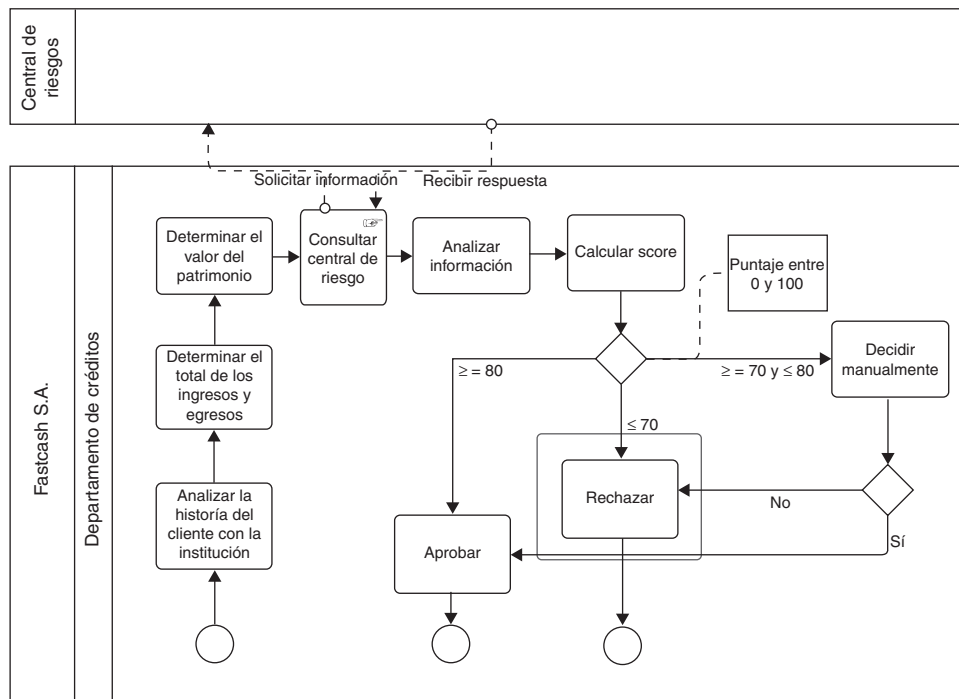 Central de
riesgos
Fastcash S.A.
Departamento de créditos
Solicitar información
Recibir respuesta
Determinar el
valor del
patrimonio
Consultar
central de
riesgo
Analizar
información
Calcular score
Puntaje entre
0 y 100
Determinar el
total de los
ingresos y
egresos
≥ = 80
≥ = 70 y ≤ 80
Decidir
manualmente
≤ 70
Analizar la
historía del
cliente con la
institución
Rechazar
No
Aprobar
Sí